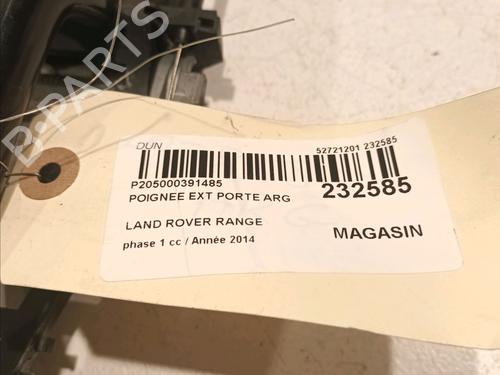 B-PARTS
DUN
52721201 232585
P205000391485
232585
POIGNEE EXT PORTE ARG
LAND ROVER RANGE
MAGASIN
phase 1 cc / Année 2014